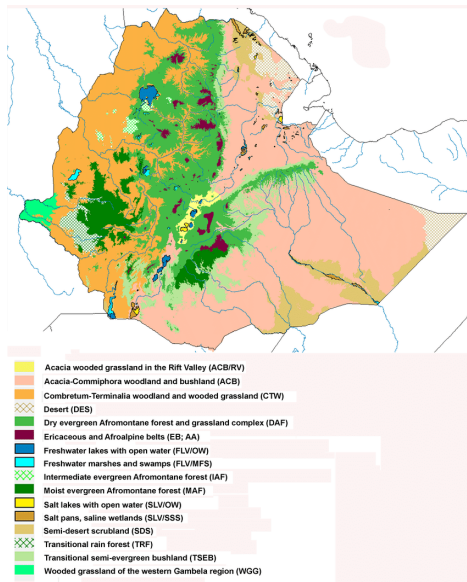 Acacia wooded grassland in the Rift Valley (ACB/RV)
Acacia-Commiphora woodland and bushland (ACB)
Combretum-Terminalia woodland and wooded grassland (CTW)
Desert (DES)
Dry evergreen Afromontane forest and grassland complex (DAF)
Ericaceous and Afroalpine belts (EB; AA)
Freshwater lakes with open water (FLV/OW)
Freshwater marshes and swamps (FLV/MFS)
Intermediate evergreen Afromontane forest (IAF)
Moist evergreen Afromontane forest (MAF)
Salt lakes with open water (SLV/OW)
Salt pans, saline wetlands (SLV/SSS)
Semi-desert scrubland (SDS)
Transitional rain forest (TRF)
Transitional semi-evergreen bushland (TSEB)
Wooded grassland of the western Gambela region (WGG)